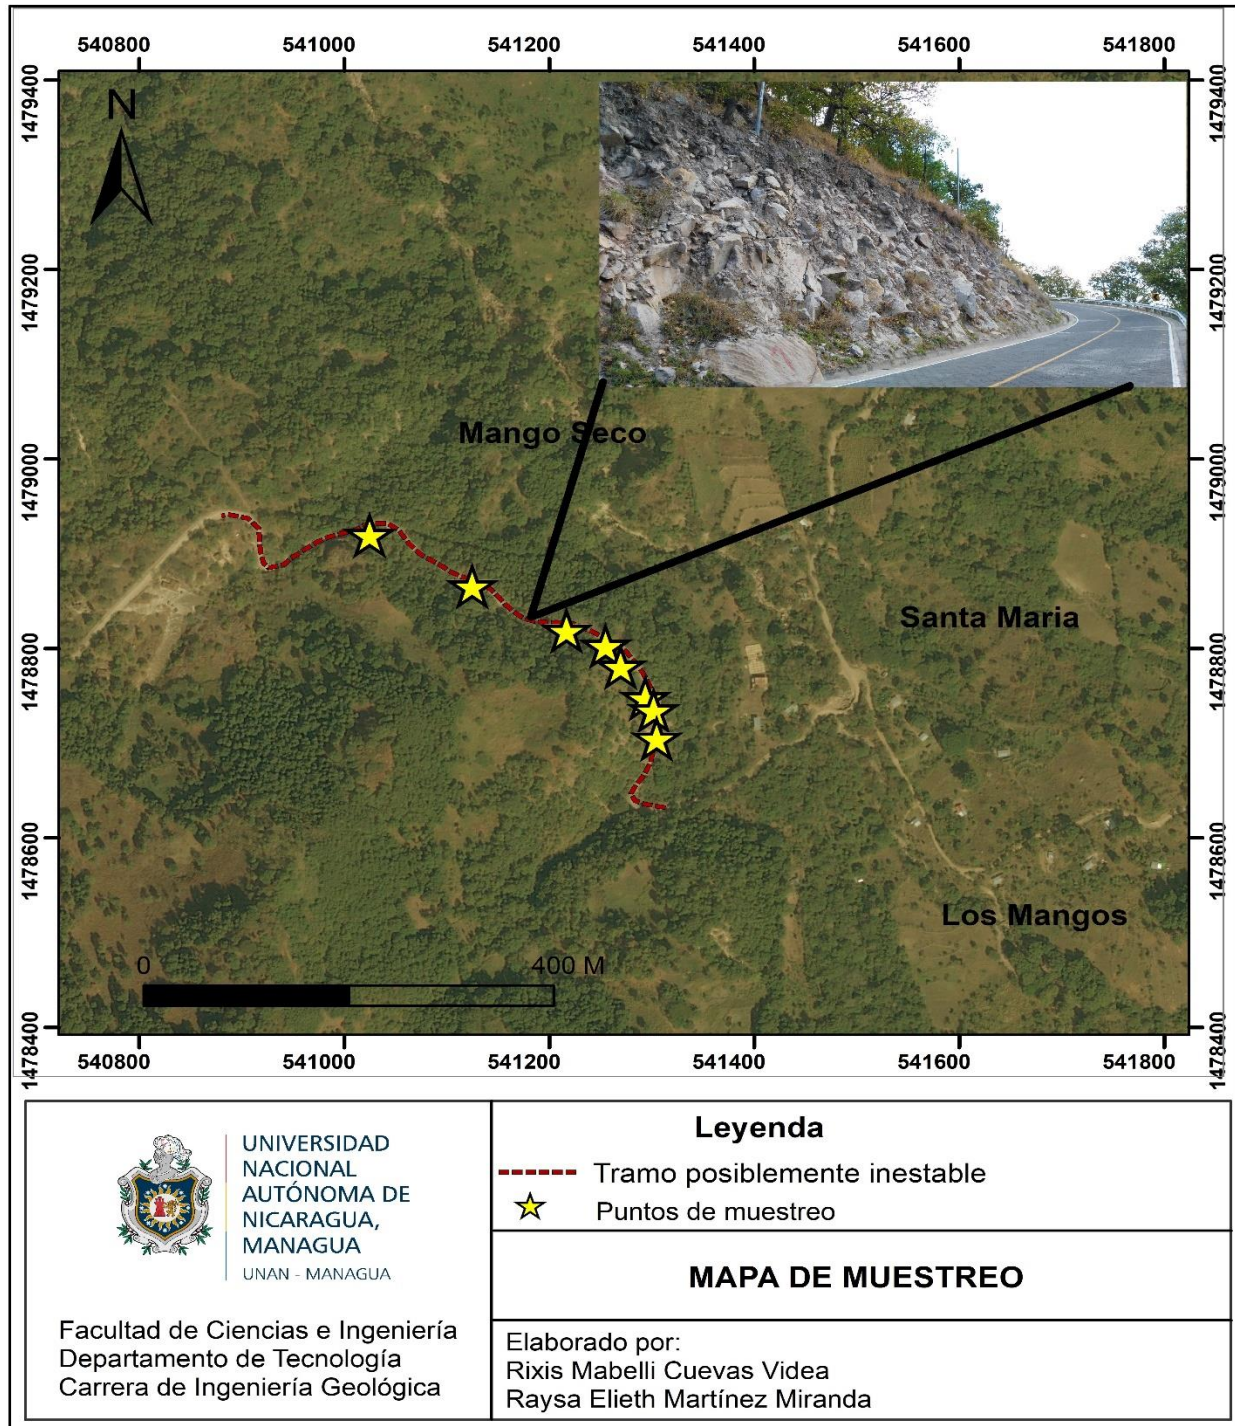 540800 541000 541200 541400 541600 541800
1479400 1479400
N
1479200 1479200
Mango Seco
1479000 1479000
Santa Maria
1478800 1478800
1478600 1478600
Los Mangos
0 400 M
1478400 1478400
540800 541000 541200 541400 541600 541800
UNIVERSIDAD
NACIONAL
AUTÓNOMA DE
NICARAGUA,
MANAGUA
UNAN - MANAGUA
Facultad de Ciencias e Ingeniería
Departamento de Tecnología
Carrera de Ingeniería Geológica
Leyenda
Tramo posiblemente inestable
Puntos de muestreo
MAPA DE MUESTREO
Elaborado por:
Rixis Mabelli Cuevas Videa
Raysa Elieth Martínez Miranda